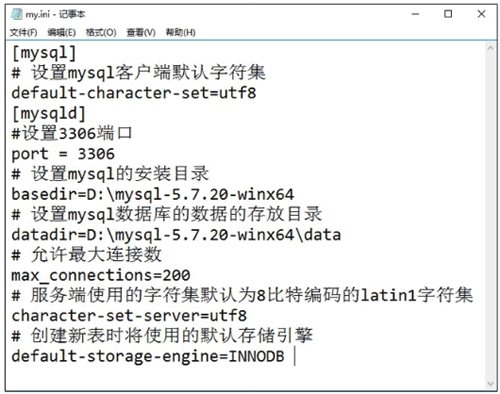 my.ini - 记事本
文件(F) 编辑(E) 格式(O) 查看(V) 帮助(H)
[mysql]
# 设置mysql客户端默认字符集
default-character-set=utf8
[mysqld]
#设置3306端口
port = 3306
# 设置mysql的安装目录
basedir=D:\mysql-5.7.20-winx64
# 设置mysql数据库的数据的存放目录
datadir=D:\mysql-5.7.20-winx64\data
# 允许最大连接数
max_connections=200
# 服务端使用的字符集默认为8比特编码的latin1字符集
character-set-server=utf8
# 创建新表时将使用的默认存储引擎
default-storage-engine=INNODB